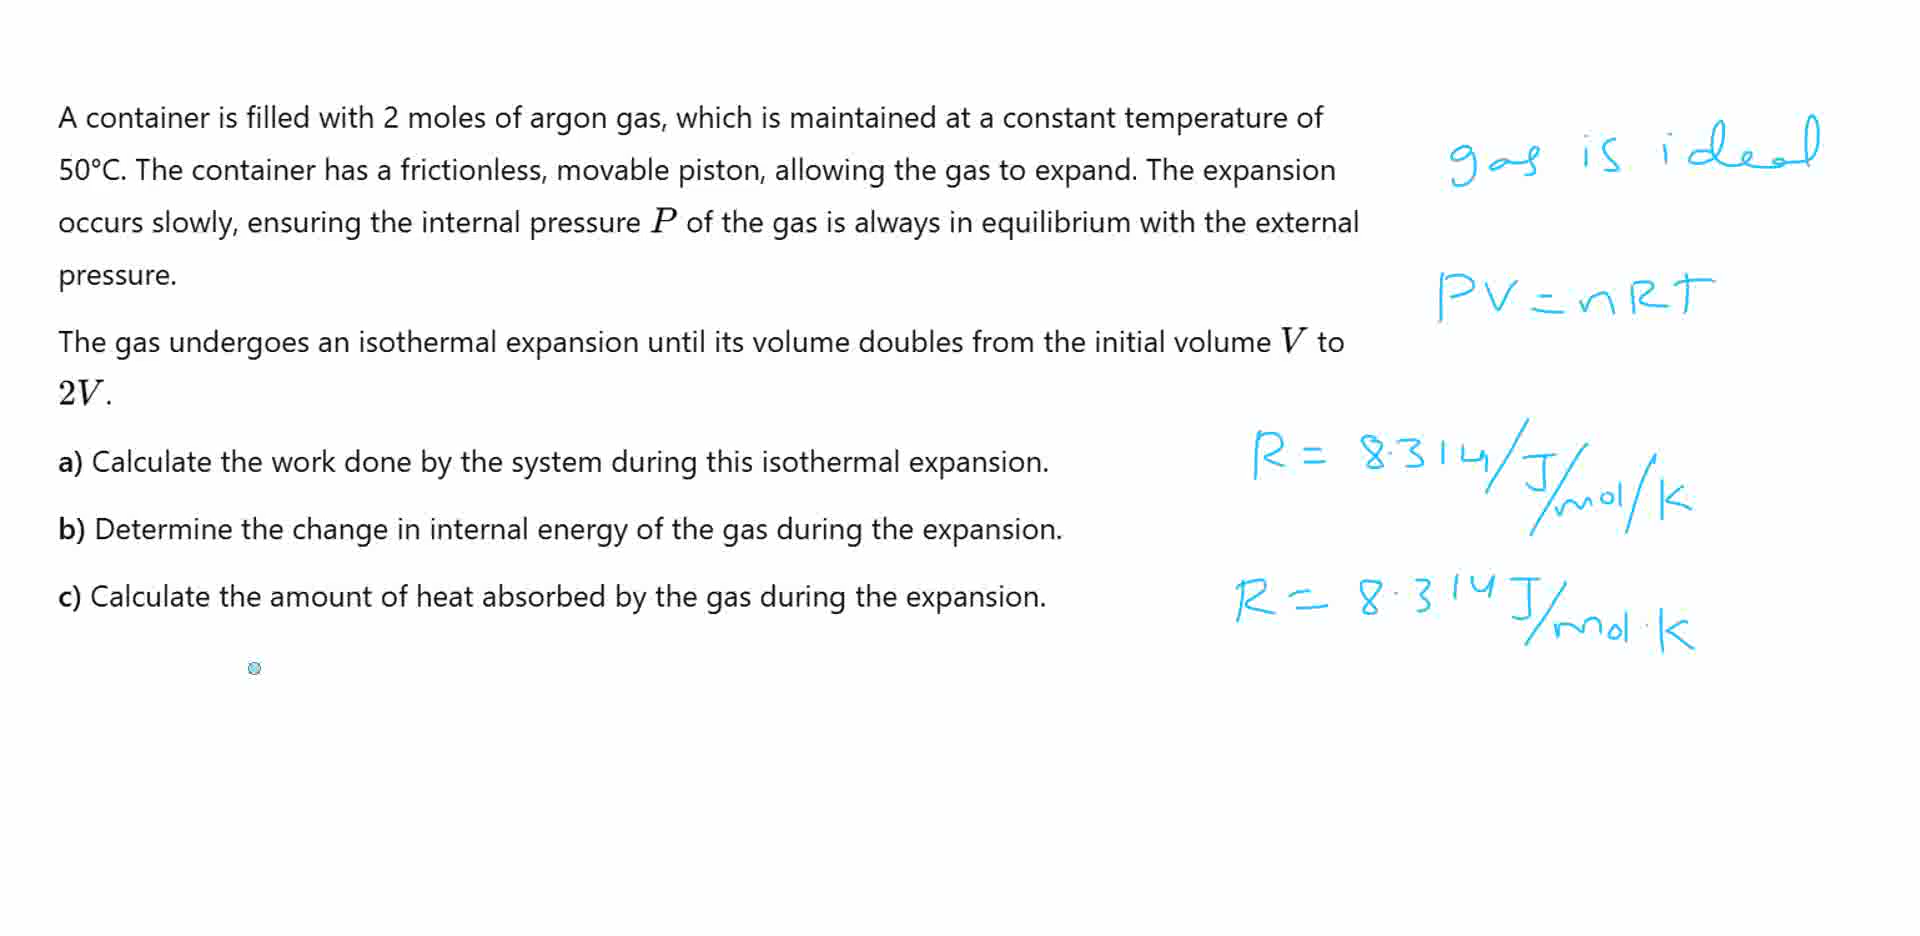 A container is filled with 2 moles of argon gas, which is maintained at a constant temperature of
50°C. The container has a frictionless, movable piston, allowing the gas to expand. The expansion
occurs slowly, ensuring the internal pressure P of the gas is always in equilibrium with the external
pressure.
The gas undergoes an isothermal expansion until its volume doubles from the initial volume V to
2V.
a) Calculate the work done by the system during this isothermal expansion.
b) Determine the change in internal energy of the gas during the expansion.
c) Calculate the amount of heat absorbed by the gas during the expansion.
gas is ideal
PV = nRT
R = 8.314/J/mol/K
R = 8.314 J/mol·K